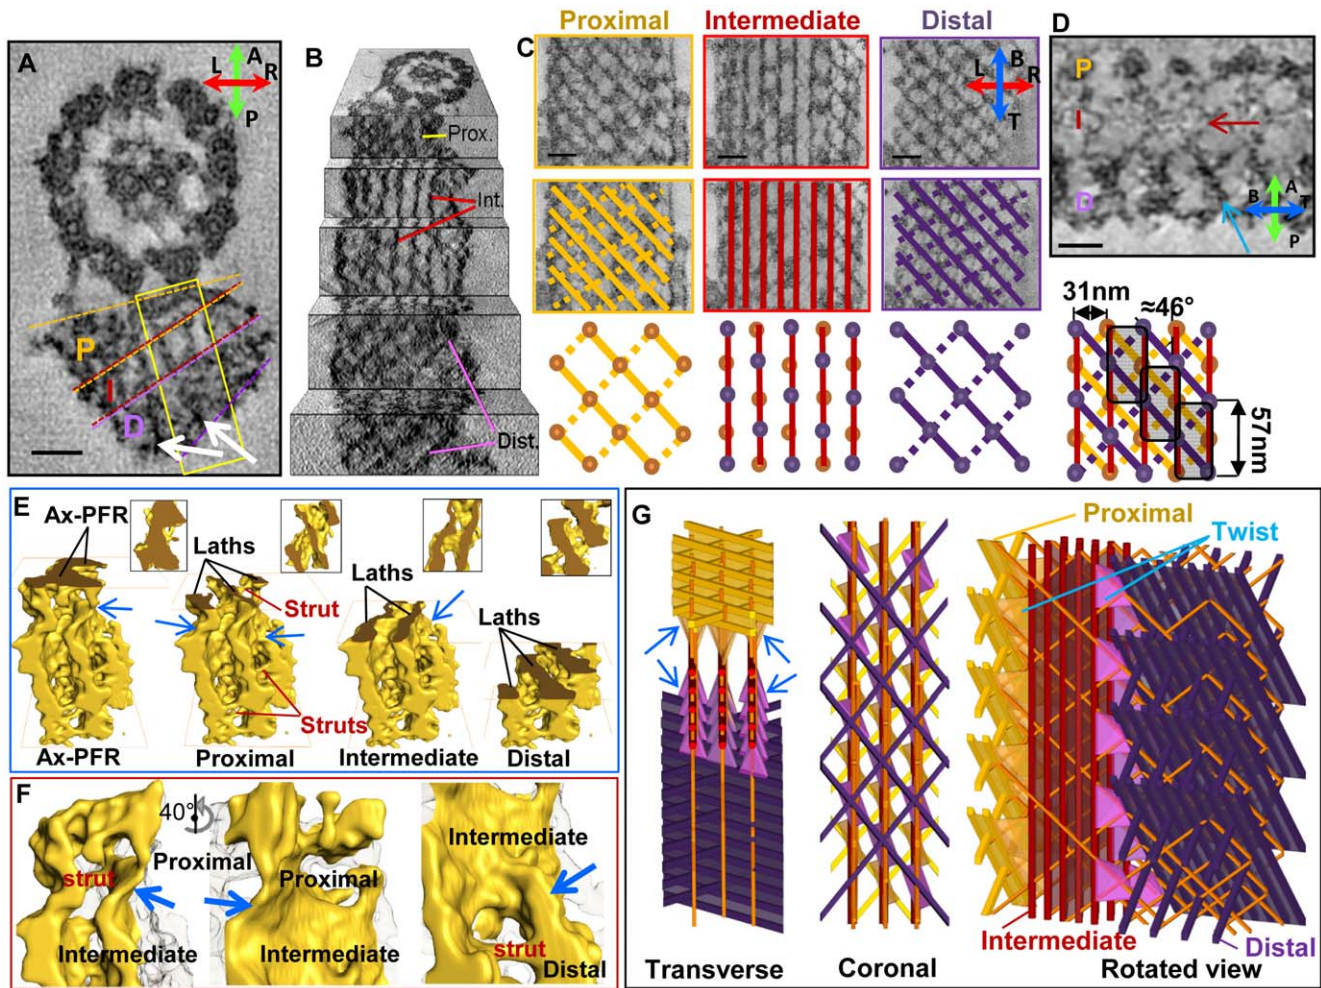 Proximal
Intermediate
Distal
A
A
L
R
P
P
I
D
B
Prox.
Int.
Dist.
C
B
L
R
T
D
P
I
D
A
B
T
P
31nm
≈46°
57nm
E
Ax-PFR
Laths
Strut
Struts
Laths
Laths
Ax-PFR
Proximal
Intermediate
Distal
F
40°
strut
Proximal
Intermediate
Proximal
Intermediate
Intermediate
strut
Distal
G
Proximal
Twist
Intermediate
Distal
Transverse
Coronal
Rotated view